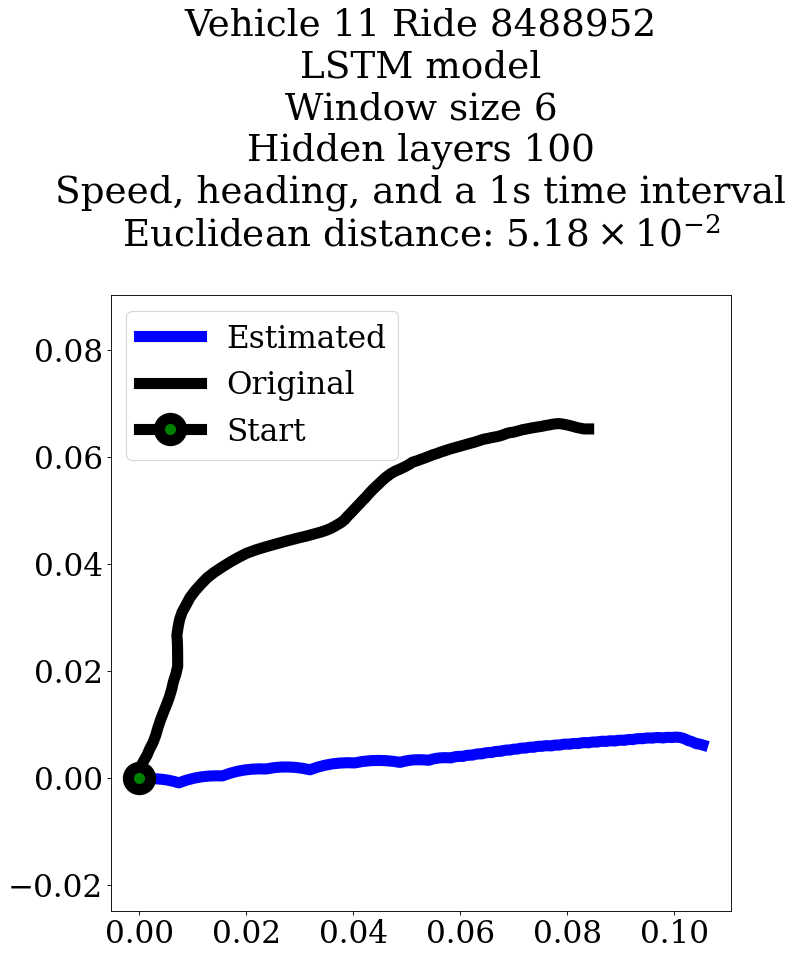 Vehicle 11 Ride 8488952
LSTM model
Window size 6
Hidden layers 100
Speed, heading, and a 1s time interval
Euclidean distance: 5.18 × 10⁻²
Estimated
Original
Start
0.08
0.06
0.04
0.02
0.00
−0.02
0.00 0.02 0.04 0.06 0.08 0.10